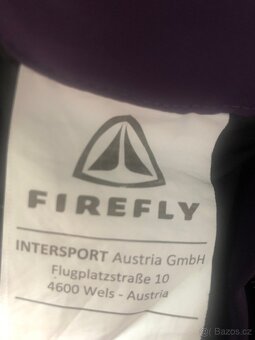 FIREFLY
INTERSPORT Austria GmbH
Flugplatzstraße 10
4600 Wels - Austria
Bazos.cz